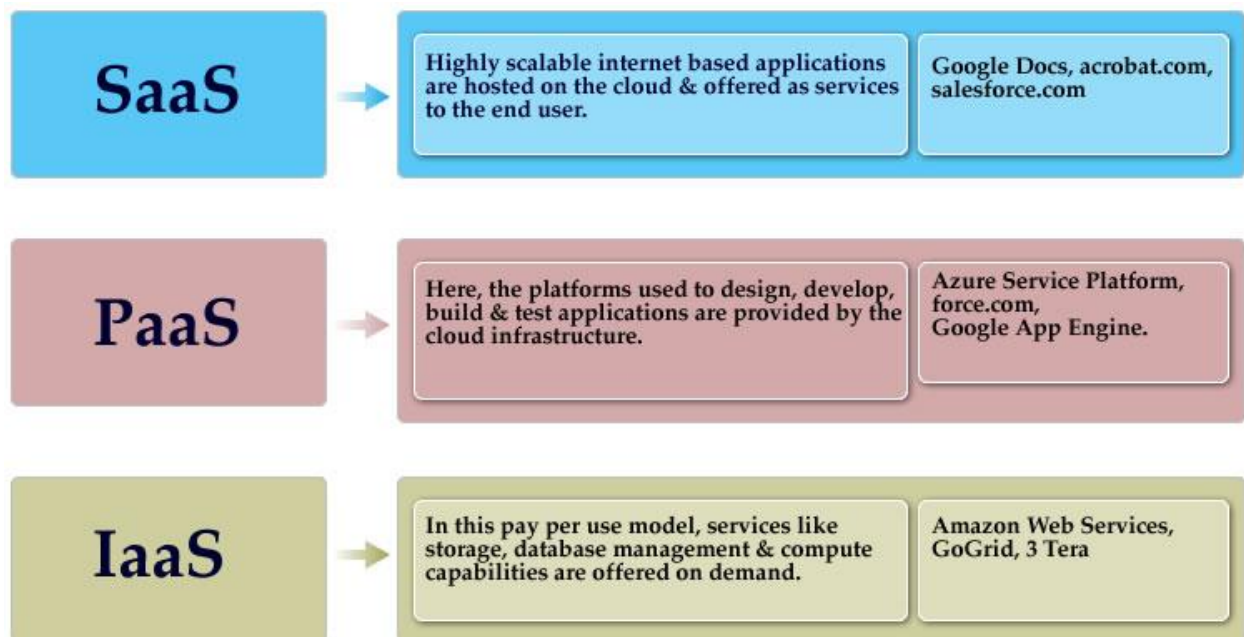 SaaS
Highly scalable internet based applications
are hosted on the cloud & offered as services
to the end user.
Google Docs, acrobat.com,
salesforce.com
PaaS
Here, the platforms used to design, develop,
build & test applications are provided by the
cloud infrastructure.
Azure Service Platform,
force.com,
Google App Engine.
IaaS
In this pay per use model, services like
storage, database management & compute
capabilities are offered on demand.
Amazon Web Services,
GoGrid, 3 Tera